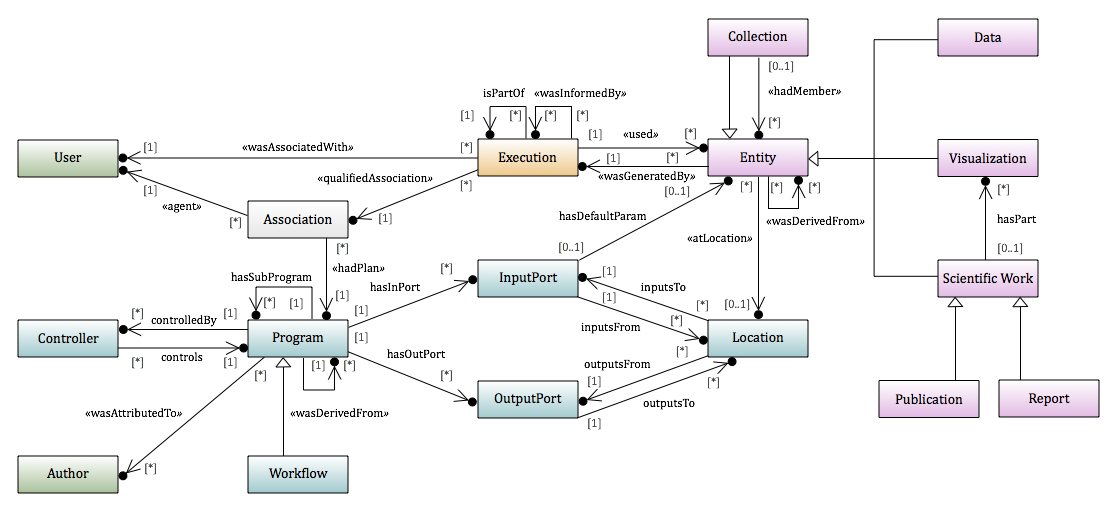 Collection
Data
[0..1]
«hadMember»
[*]
isPartOf
«wasInformedBy»
[1]
[*]
[*]
[*]
User
[1]
«wasAssociatedWith»
[*]
Execution
[1]
«used»
[*]
[1]
[*]
«wasGeneratedBy»
Entity
Visualization
[1]
«agent»
[*]
«qualifiedAssociation»
[*]
[1]
[0..1]
[*]
[*]
[*]
«wasDerivedFrom»
[*]
hasPart
[0..1]
Association
[*]
hasDefaultParam
[0..1]
«atLocation»
«hadPlan»
[1]
hasSubProgram
[*]
[1]
hasInPort
[*]
[1]
InputPort
[1]
inputsTo
[*]
[0..1]
[1]
inputsFrom
[*]
Scientific Work
Controller
[*]
controlledBy
[1]
[*]
controls
[1]
Program
[1]
Location
hasOutPort
[*]
OutputPort
[*]
outputsFrom
[1]
[*]
outputsTo
[1]
[*]
[1]
[*]
«wasDerivedFrom»
«wasAttributedTo»
[*]
Publication
Report
Author
Workflow